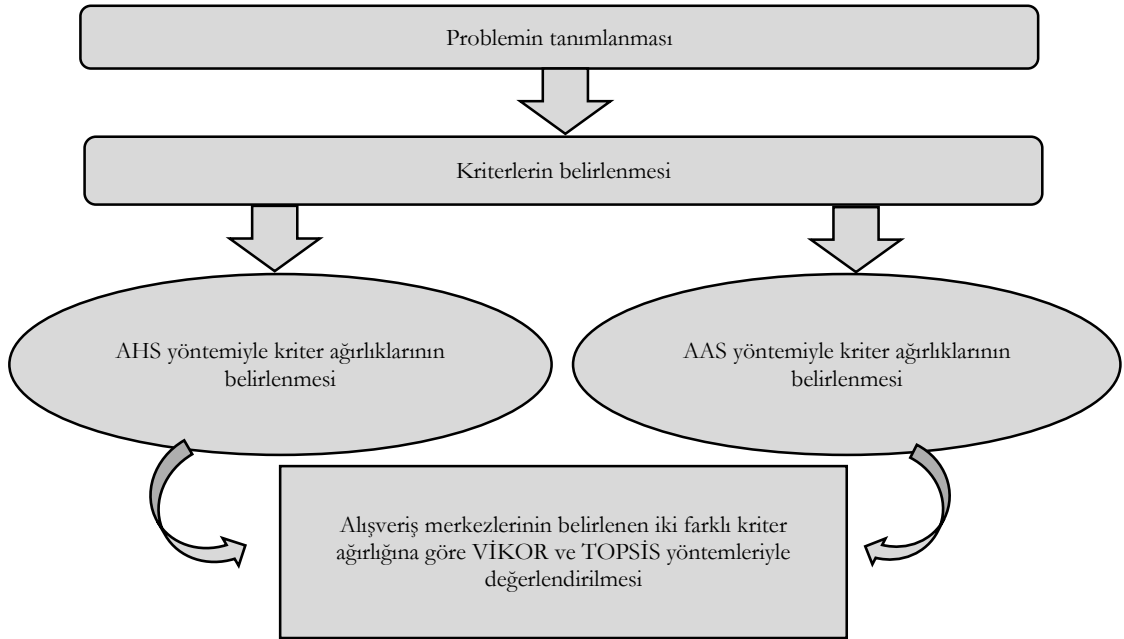 Problemin tanımlanması
Kriterlerin belirlenmesi
AHS yöntemiyle kriter ağırlıklarının
belirlenmesi
AAS yöntemiyle kriter ağırlıklarının
belirlenmesi
Alışveriş merkezlerinin belirlenen iki farklı kriter
ağırlığına göre VİKOR ve TOPSİS yöntemleriyle
değerlendirilmesi